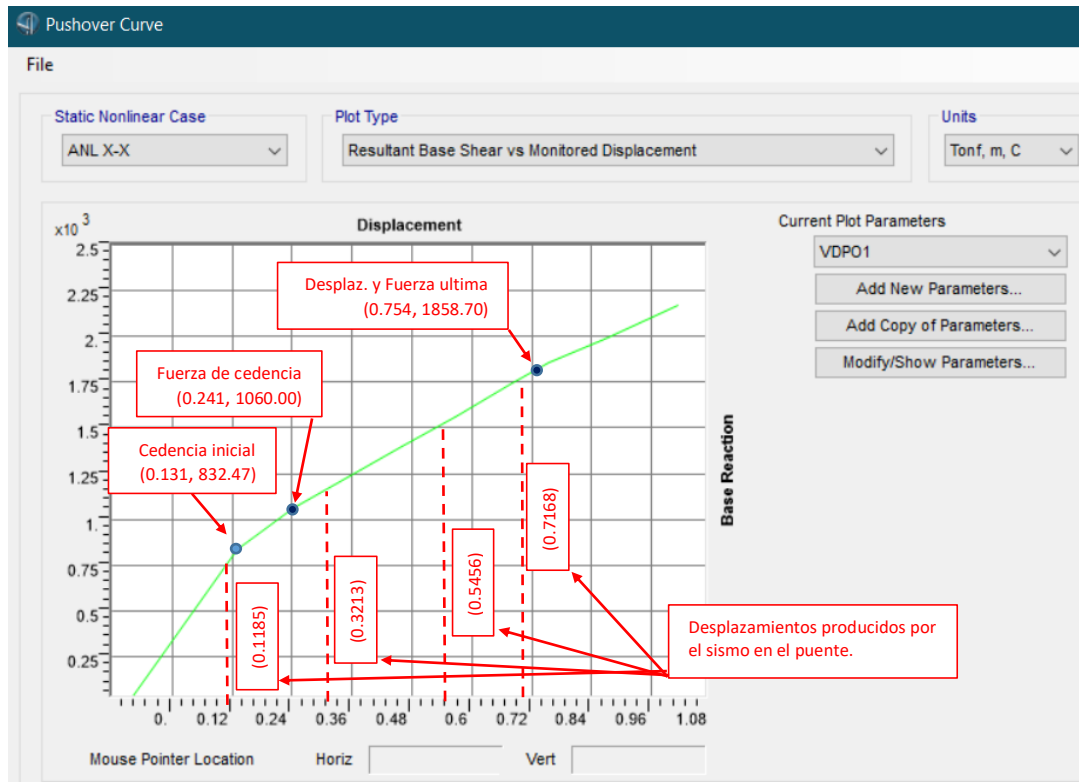 Pushover Curve
File
Static Nonlinear Case
ANL X-X
Plot Type
Resultant Base Shear vs Monitored Displacement
Units
Tonf, m, C
x10 3
Displacement
2.5
2.25
2.
1.75
1.5
1.25
1.
0.75
0.5
0.25
Desplaz. y Fuerza ultima
(0.754, 1858.70)
Fuerza de cedencia
(0.241, 1060.00)
Cedencia inicial
(0.131, 832.47)
(0.1185)
(0.3213)
(0.5456)
(0.7168)
Desplazamientos producidos por
el sismo en el puente.
Base Reaction
0. 0.12 0.24 0.36 0.48 0.6 0.72 0.84 0.96 1.08
Current Plot Parameters
VDPO1
Add New Parameters...
Add Copy of Parameters...
Modify/Show Parameters...
Mouse Pointer Location Horiz Vert